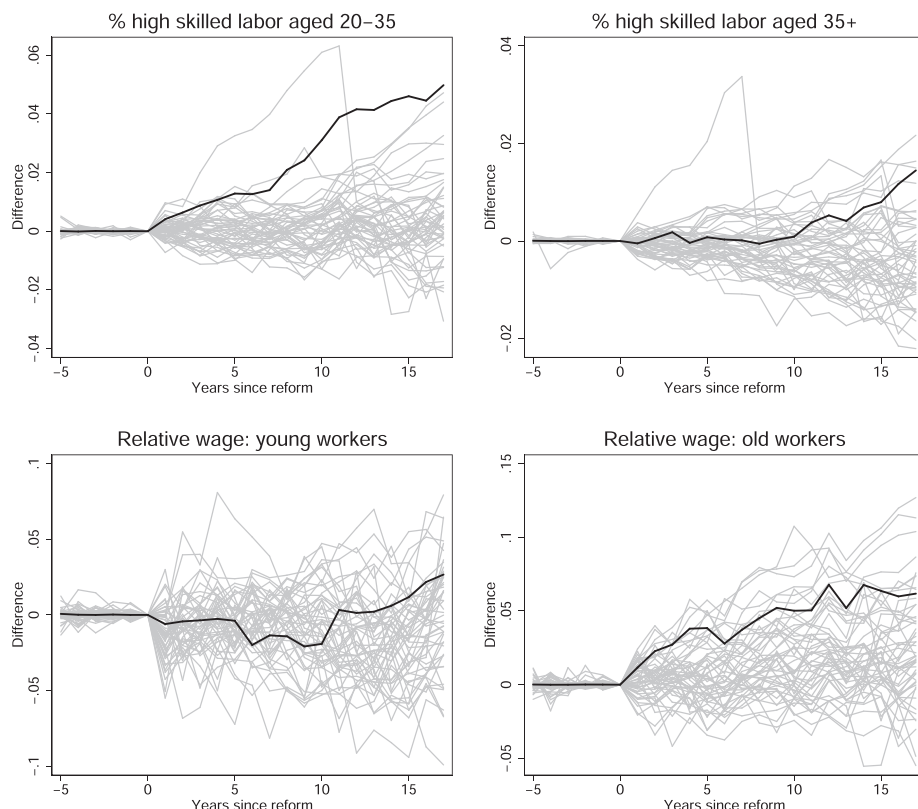 % high skilled labor aged 20–35
.06
.04
.02
0
-.02
-.04
Difference
-5 0 5 10 15
Years since reform
% high skilled labor aged 35+
.04
.02
0
-.02
Difference
-5 0 5 10 15
Years since reform
Relative wage: young workers
.1
.05
0
-.05
-.1
Difference
-5 0 5 10 15
Years since reform
Relative wage: old workers
.15
.1
.05
0
-.05
Difference
-5 0 5 10 15
Years since reform